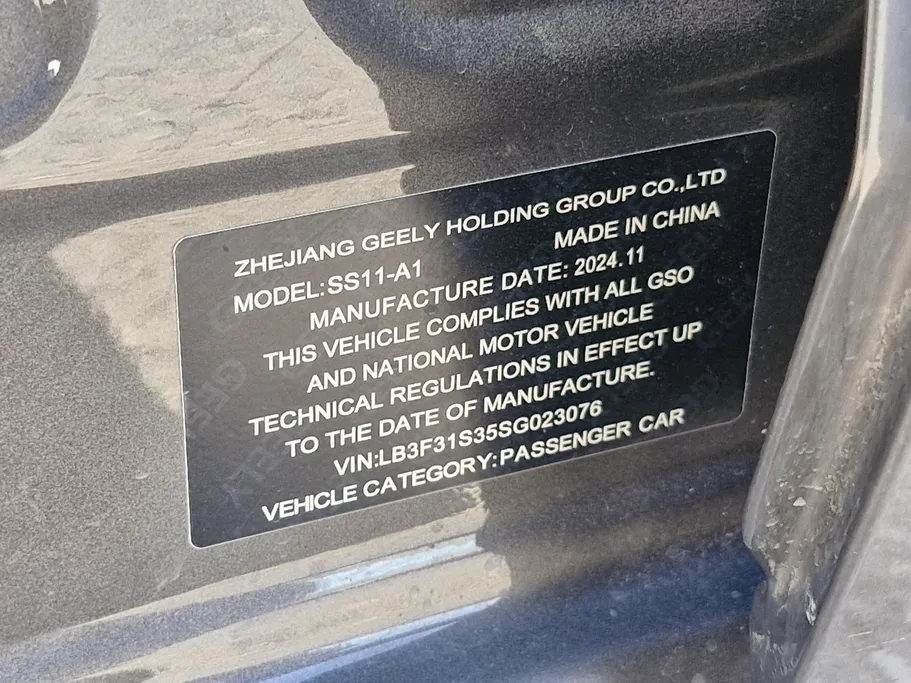 ZHEJIANG GEELY HOLDING GROUP CO.,LTD
MADE IN CHINA
MODEL:SS11-A1
MANUFACTURE DATE: 2024.11
THIS VEHICLE COMPLIES WITH ALL GSO
AND NATIONAL MOTOR VEHICLE
TECHNICAL REGULATIONS IN EFFECT UP
TO THE DATE OF MANUFACTURE.
VIN:LB3F31S35SG023076
VEHICLE CATEGORY:PASSENGER CAR